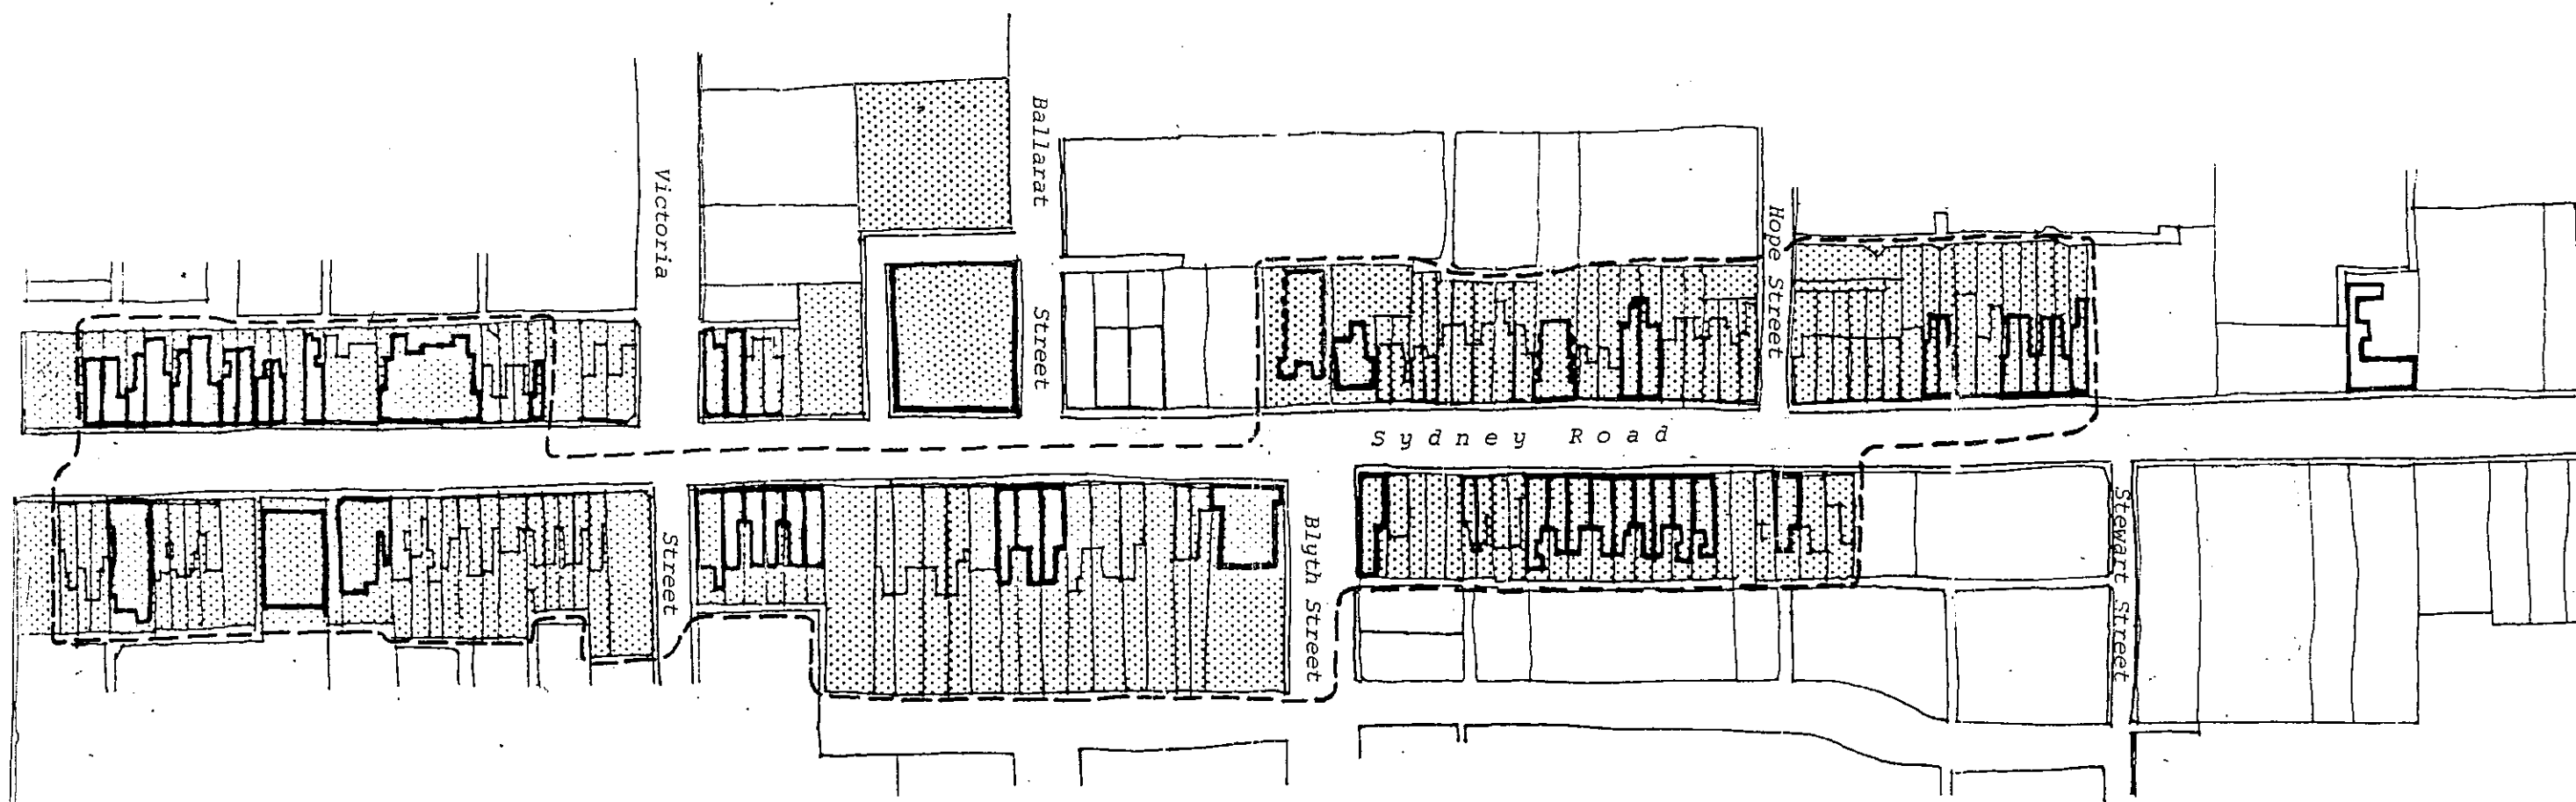 Victoria
Street
Ballarat
Street
Hope Street
Sydney Road
Blyth Street
Stewart Street